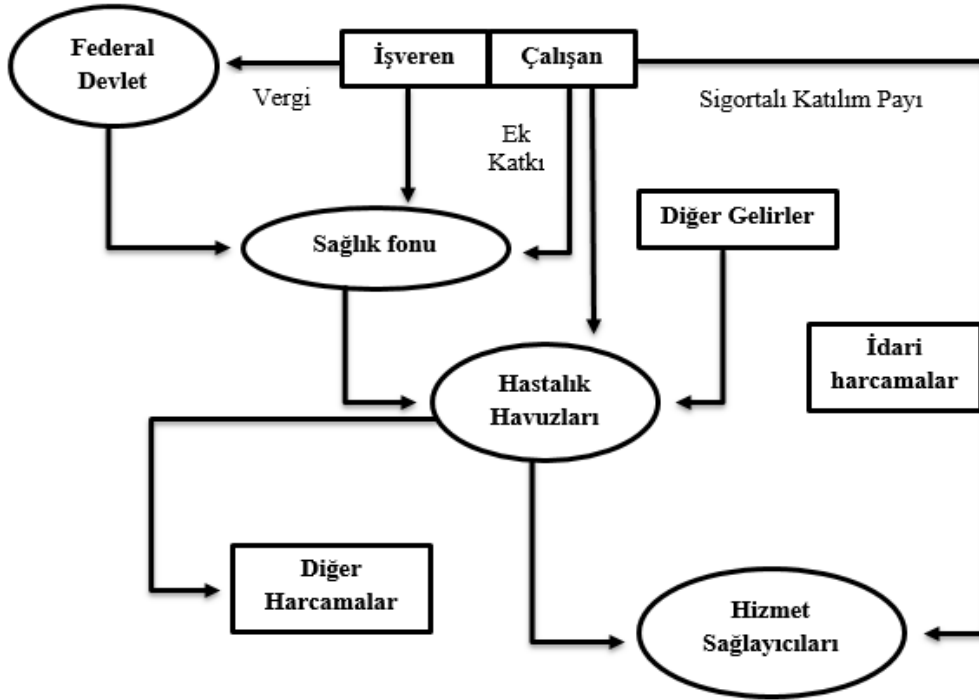 Federal
Devlet
İşveren
Çalışan
Vergi
Sigortalı Katılım Payı
Ek
Katkı
Diğer Gelirler
Sağlık fonu
İdari
harcamalar
Hastalık
Havuzları
Diğer
Harcamalar
Hizmet
Sağlayıcıları